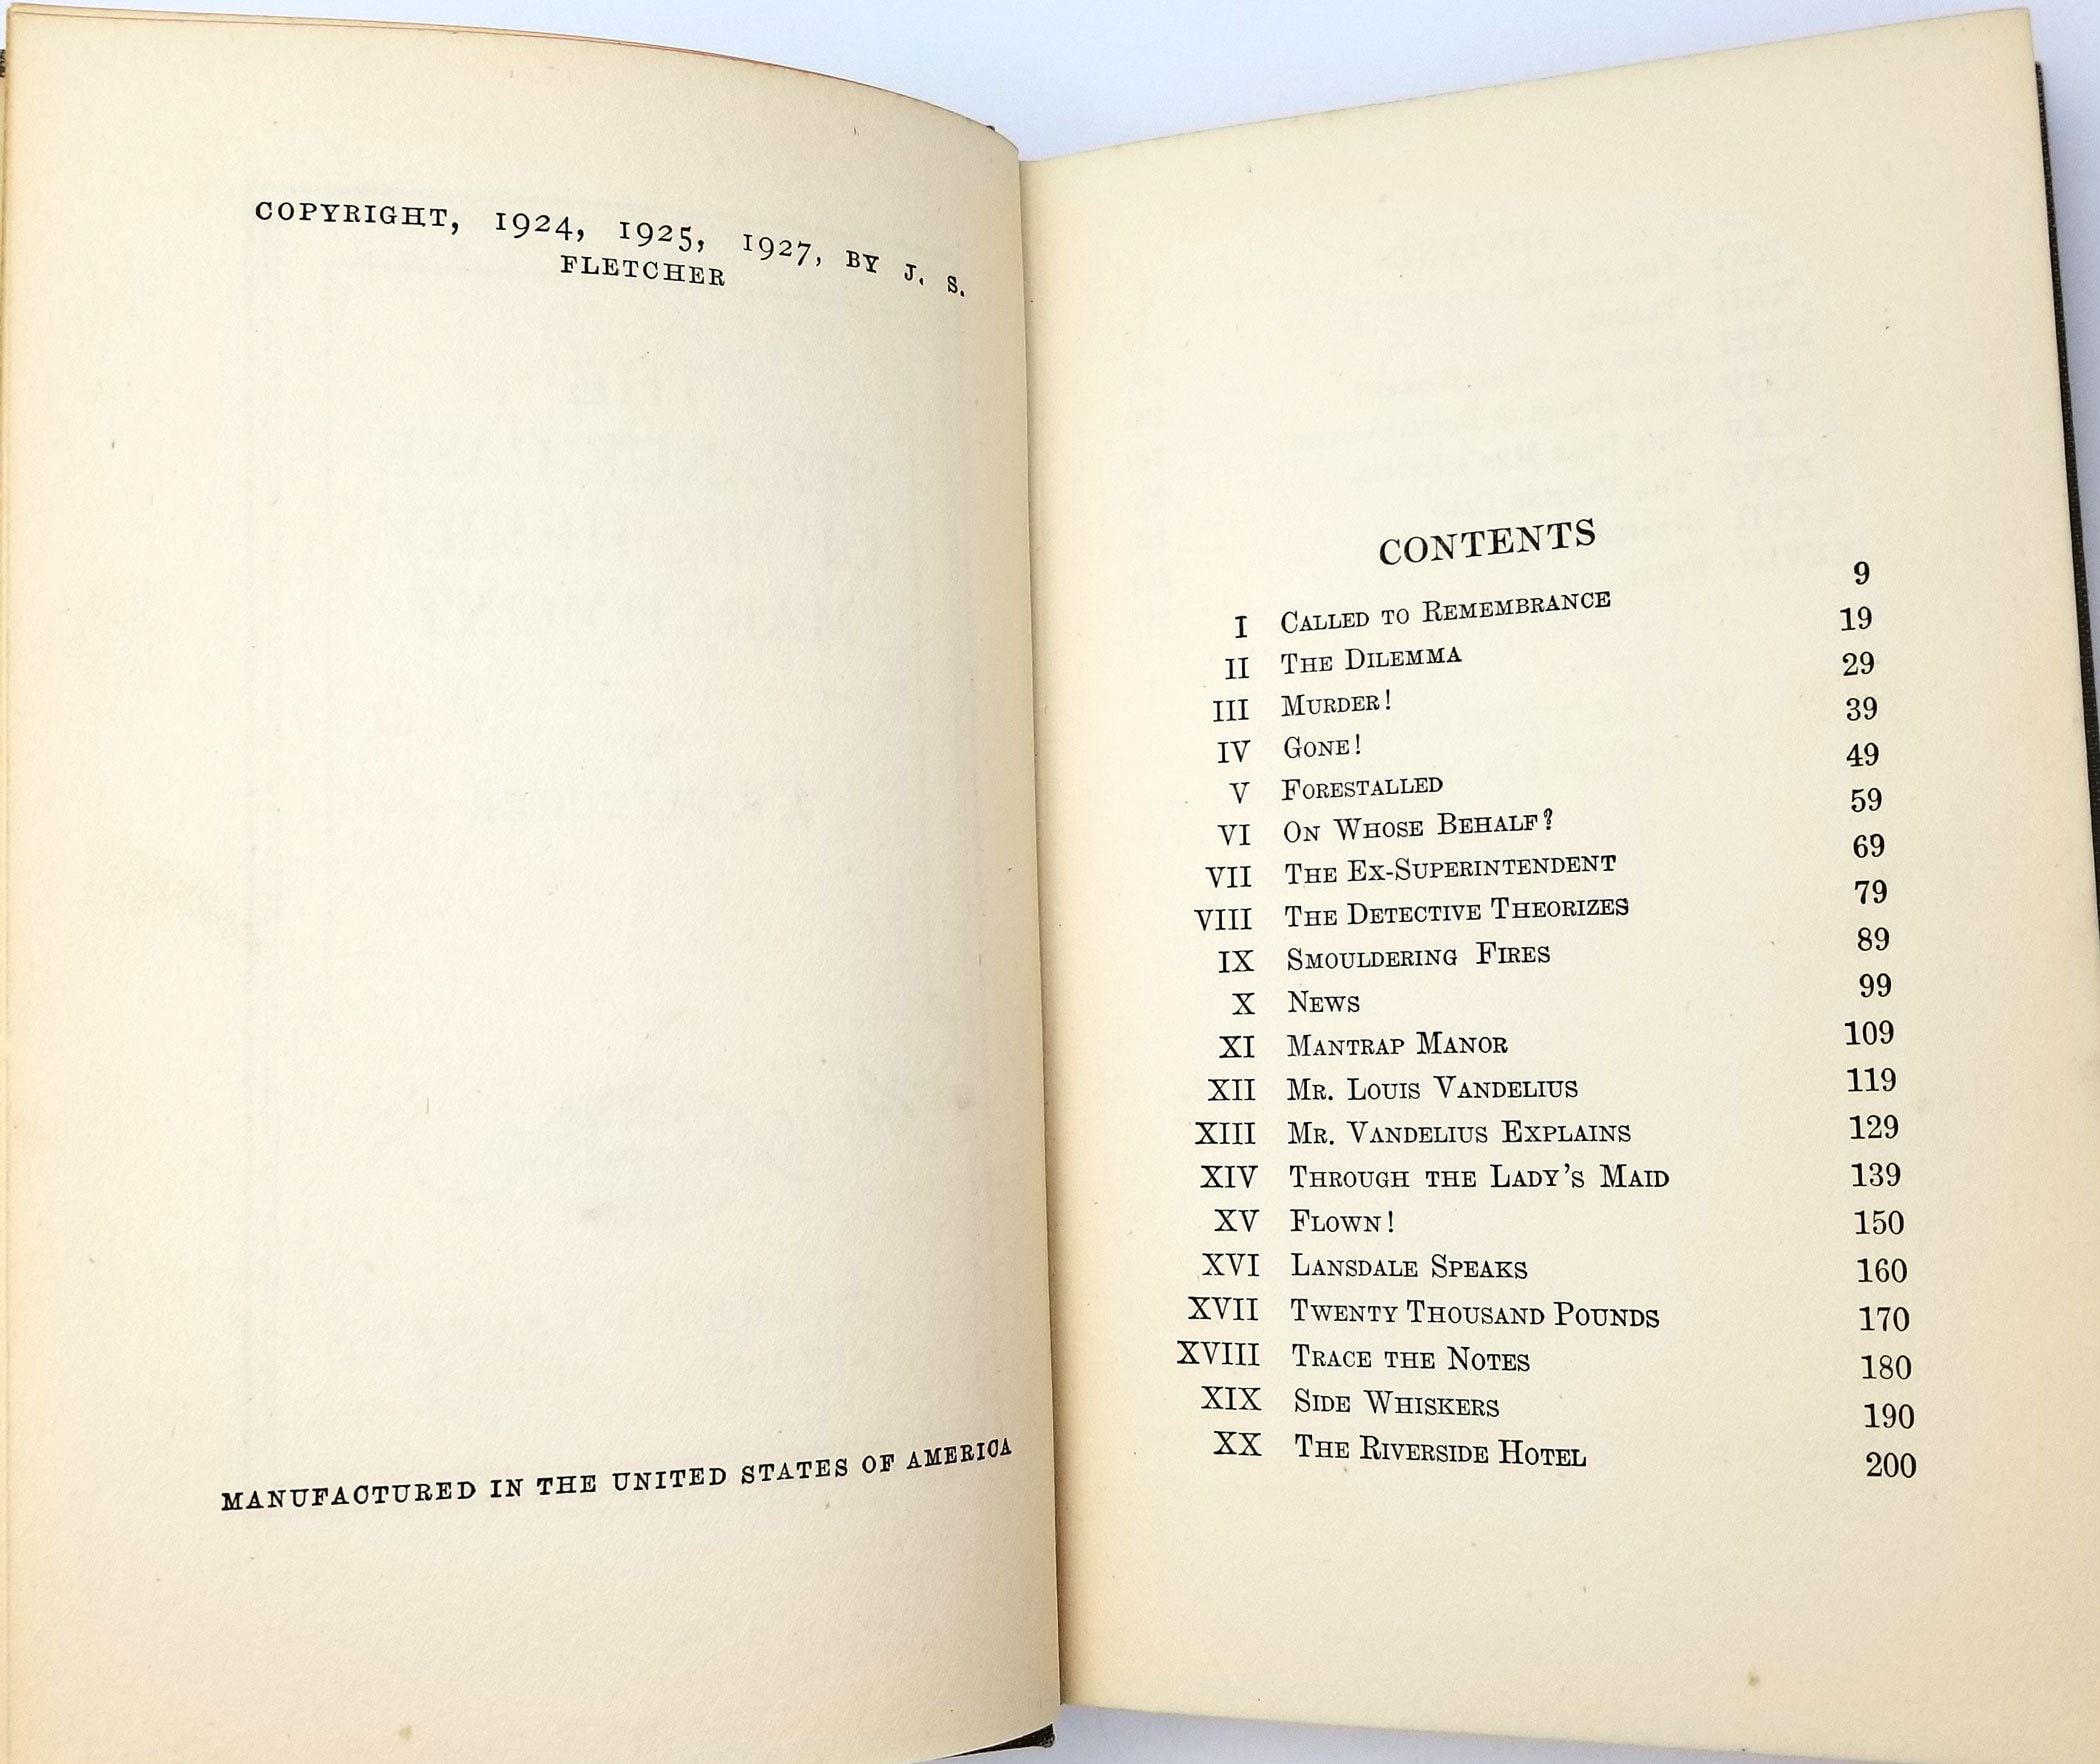 COPYRIGHT, 1924, 1925, 1927, BY J. S.
FLETCHER
MANUFACTURED IN THE UNITED STATES OF AMERICA
CONTENTS
I CALLED TO REMEMBRANCE 9
II THE DILEMMA 19
III MURDER! 29
IV GONE! 39
V FORESTALLED 49
VI ON WHOSE BEHALF? 59
VII THE EX-SUPERINTENDENT 69
VIII THE DETECTIVE THEORIZES 79
IX SMOULDERING FIRES 89
X NEWS 99
XI MANTRAP MANOR 109
XII MR. LOUIS VANDELIUS 119
XIII MR. VANDELIUS EXPLAINS 129
XIV THROUGH THE LADY'S MAID 139
XV FLOWN! 150
XVI LANSDALE SPEAKS 160
XVII TWENTY THOUSAND POUNDS 170
XVIII TRACE THE NOTES 180
XIX SIDE WHISKERS 190
XX THE RIVERSIDE HOTEL 200